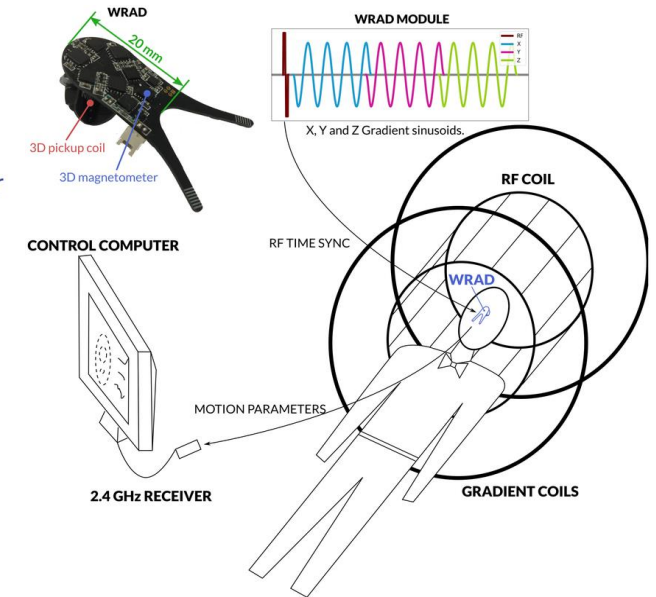 WRAD
20 mm
3D pickup coil
3D magnetometer
WRAD MODULE
RF
X
Y
Z
X, Y and Z Gradient sinusoids.
RF COIL
CONTROL COMPUTER
RF TIME SYNC
WRAD
MOTION PARAMETERS
2.4 GHz RECEIVER
GRADIENT COILS